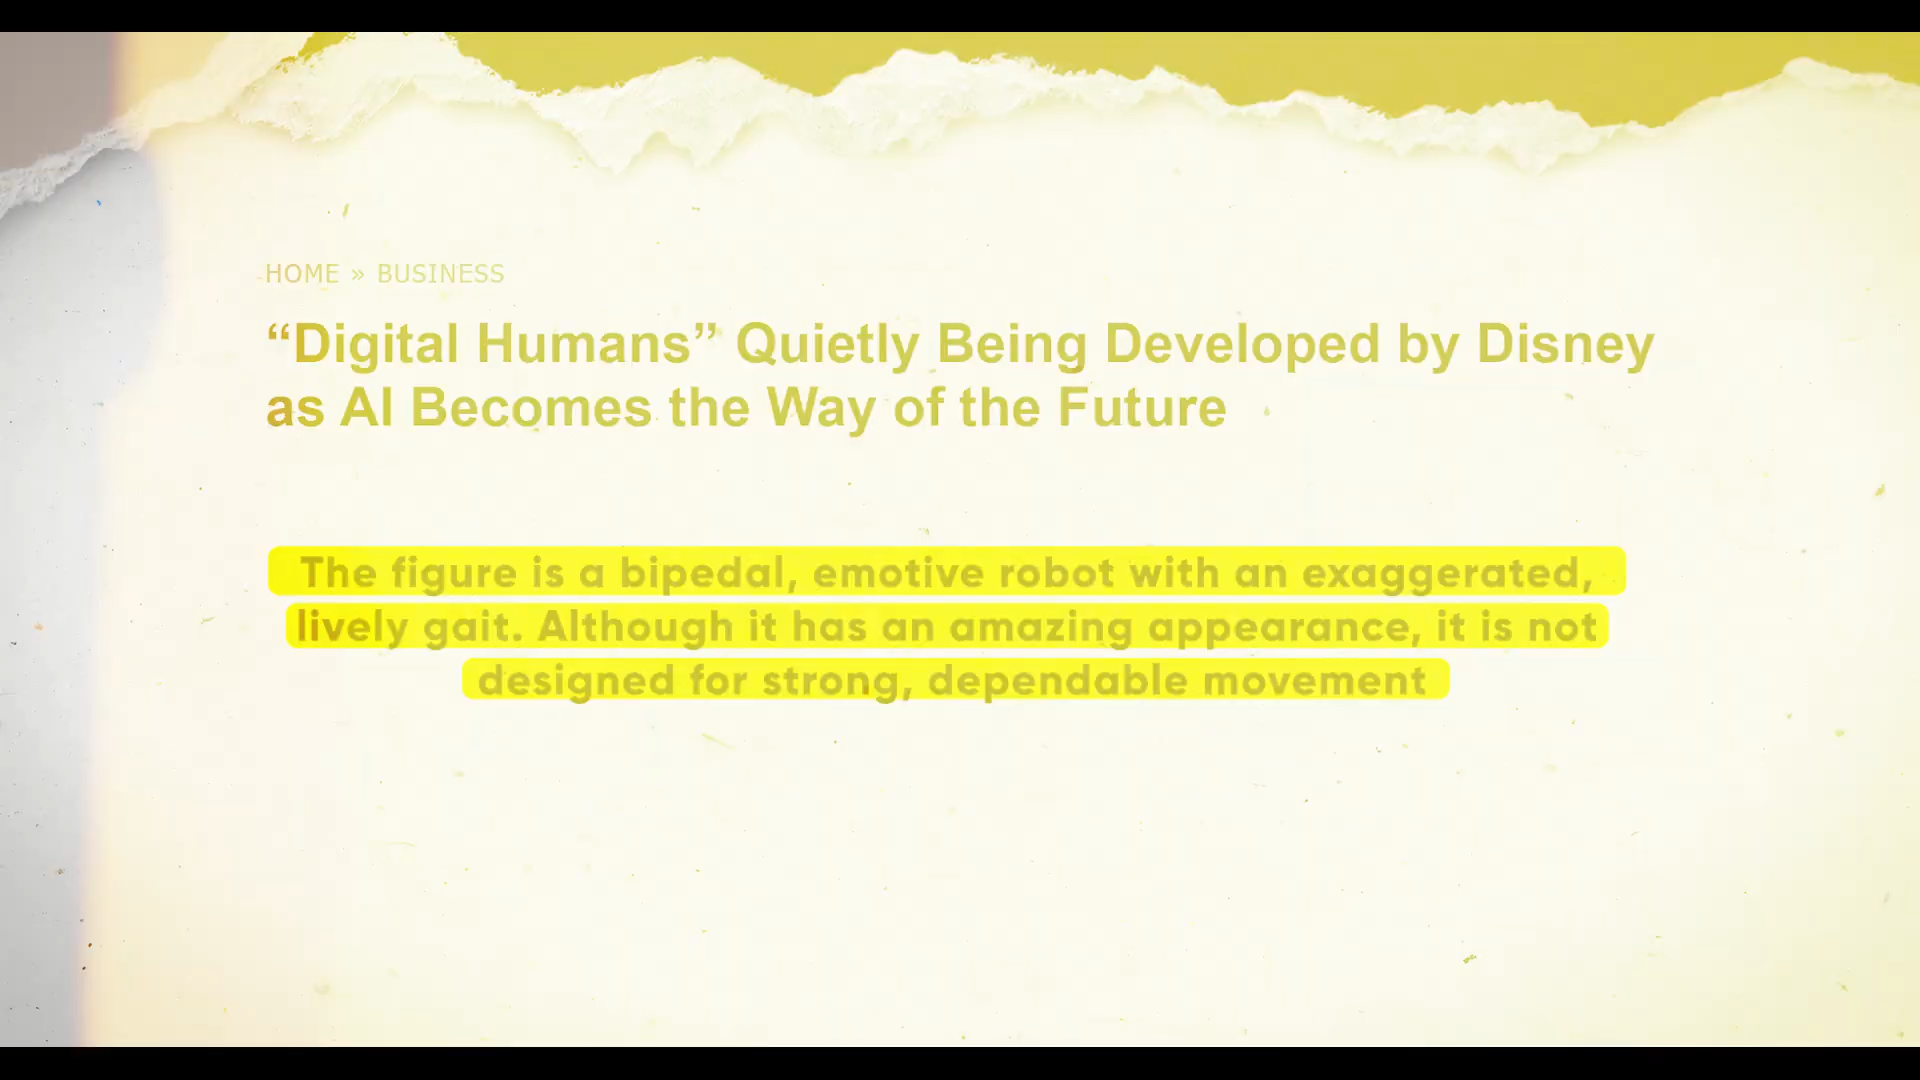 HOME » BUSINESS
“Digital Humans” Quietly Being Developed by Disney
as AI Becomes the Way of the Future
The figure is a bipedal, emotive robot with an exaggerated,
lively gait. Although it has an amazing appearance, it is not
designed for strong, dependable movement